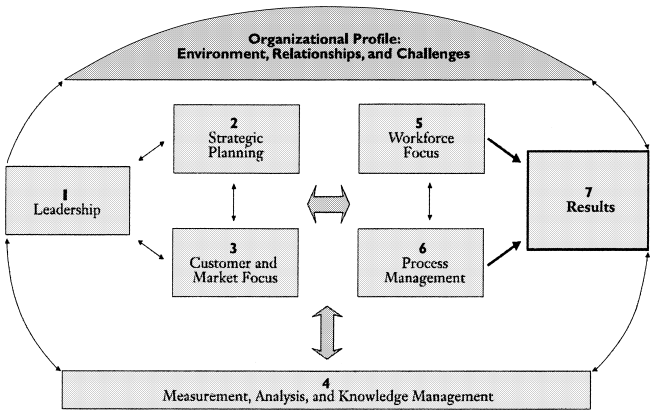 Organizational Profile:
Environment, Relationships, and Challenges
2
Strategic
Planning
5
Workforce
Focus
1
Leadership
7
Results
3
Customer and
Market Focus
6
Process
Management
4
Measurement, Analysis, and Knowledge Management